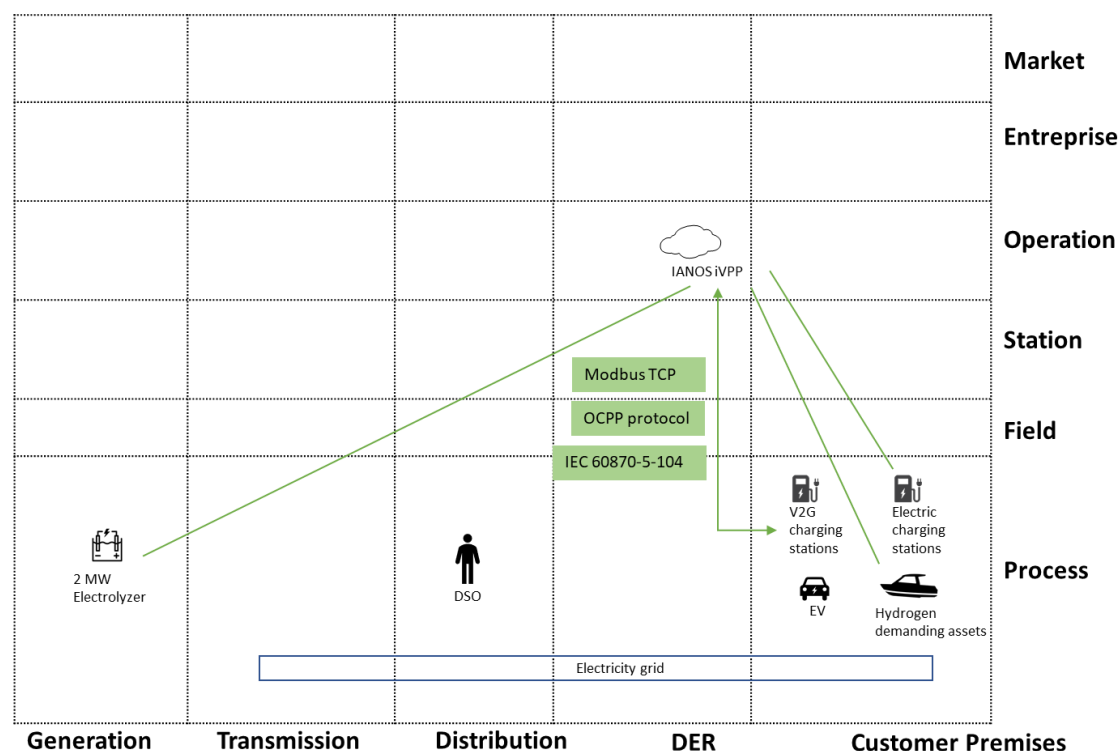 Market
Entreprise
Operation
IANOS iVPP
Station
Modbus TCP
OCPP protocol
Field
IEC 60870-5-104
V2G
charging
stations
Electric
charging
stations
2 MW
Electrolyzer
DSO
Process
EV
Hydrogen
demanding assets
Electricity grid
Generation
Transmission
Distribution
DER
Customer Premises